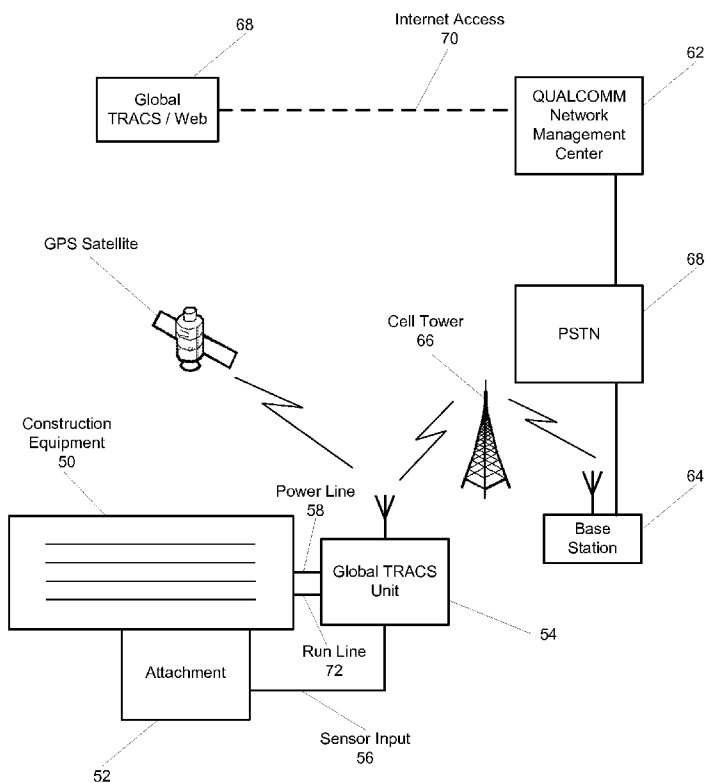 68
Internet Access
70
62
Global
TRACS / Web
QUALCOMM
Network
Management
Center
GPS Satellite
68
Cell Tower
66
PSTN
Construction
Equipment
50
Power Line
58
64
Base
Station
Global TRACS
Unit
54
Run Line
72
Attachment
Sensor Input
56
52